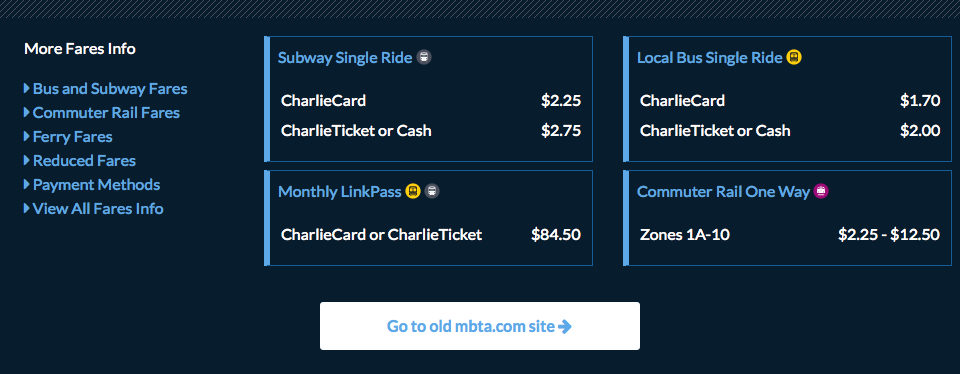 More Fares Info
Bus and Subway Fares
Commuter Rail Fares
Ferry Fares
Reduced Fares
Payment Methods
View All Fares Info
Subway Single Ride
CharlieCard $2.25
CharlieTicket or Cash $2.75
Local Bus Single Ride
CharlieCard $1.70
CharlieTicket or Cash $2.00
Monthly LinkPass
CharlieCard or CharlieTicket $84.50
Commuter Rail One Way
Zones 1A-10 $2.25 - $12.50
Go to old mbta.com site